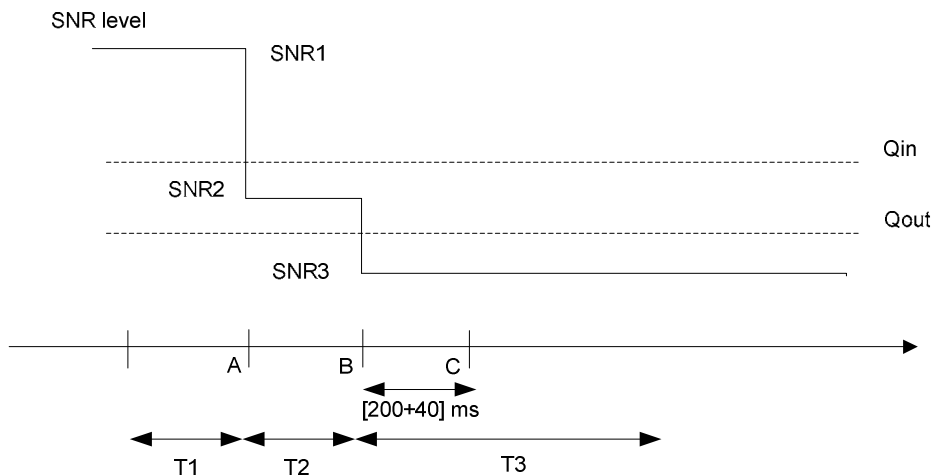 SNR level
SNR1
Qin
SNR2
Qout
SNR3
A
B
C
[200+40] ms
T1
T2
T3